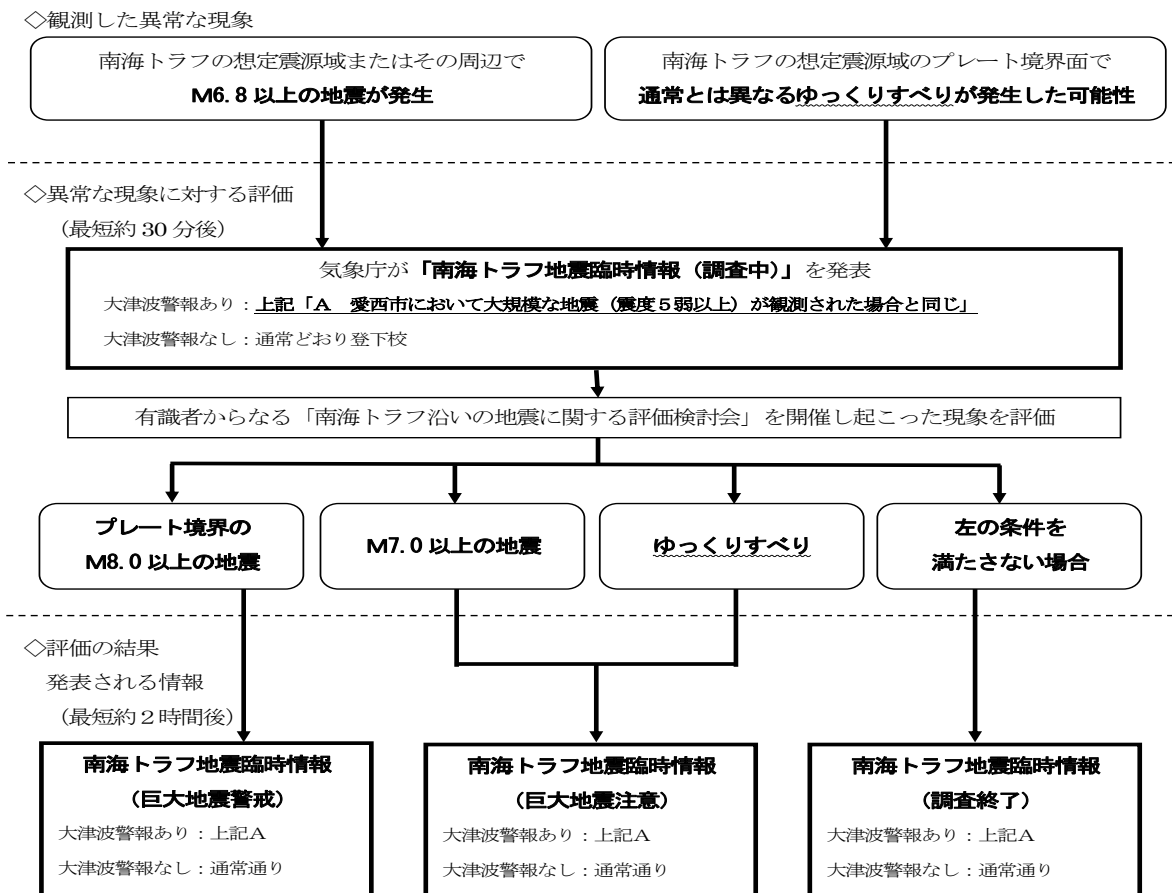 ◇観測した異常な現象
南海トラフの想定震源域またはその周辺で
M6.8以上の地震が発生
南海トラフの想定震源域のプレート境界面で
通常とは異なるゆっくりすべりが発生した可能性
◇異常な現象に対する評価
(最短約30分後)
気象庁が「南海トラフ地震臨時情報(調査中)」を発表
大津波警報あり:上記「A 愛西市において大規模な地震(震度5弱以上)が観測された場合と同じ」
大津波警報なし:通常どおり登下校
有識者からなる「南海トラフ沿いの地震に関する評価検討会」を開催し起こった現象を評価
プレート境界の
M8.0以上の地震
M7.0以上の地震
ゆっくりすべり
左の条件を
満たさない場合
◇評価の結果
発表される情報
(最短約2時間後)
南海トラフ地震臨時情報
(巨大地震警戒)
大津波警報あり:上記A
大津波警報なし:通常通り
南海トラフ地震臨時情報
(巨大地震注意)
大津波警報あり:上記A
大津波警報なし:通常通り
南海トラフ地震臨時情報
(調査終了)
大津波警報あり:上記A
大津波警報なし:通常通り